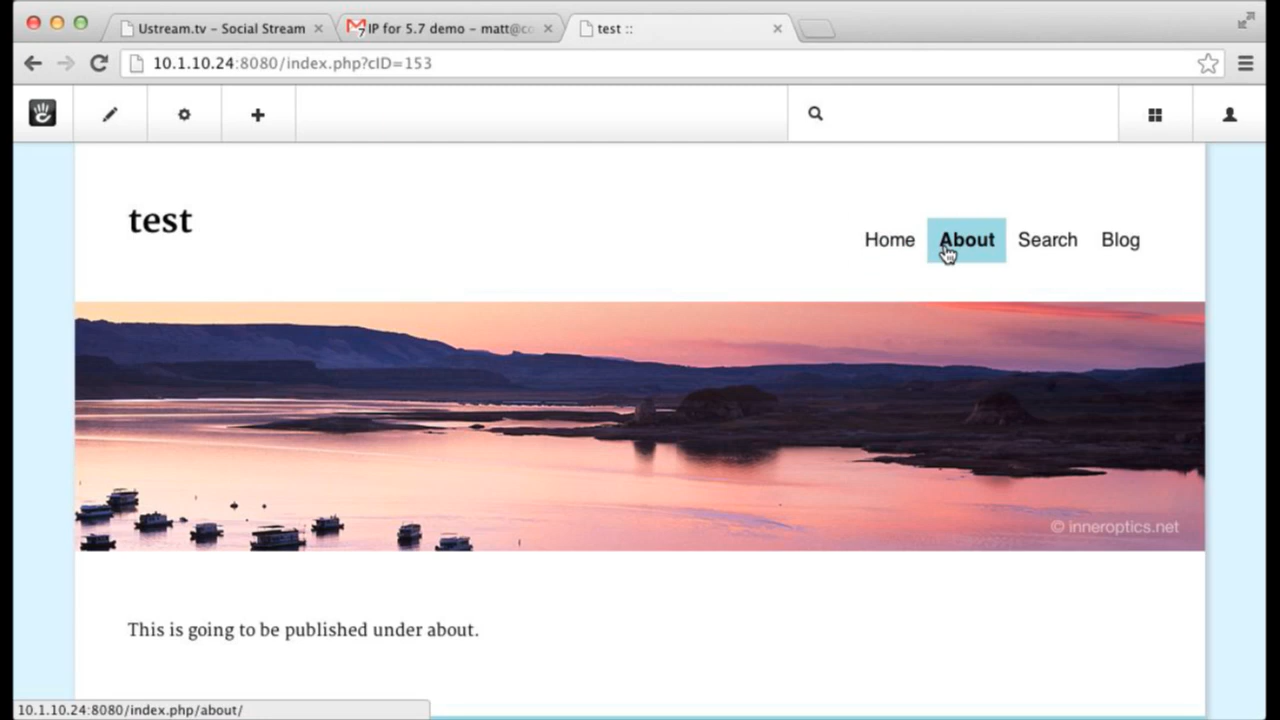 Ustream.tv – Social Stream
IP for 5.7 demo – matt@co
test ::
10.1.10.24:8080/index.php?cID=153
test
Home About Search Blog
© inneroptics.net
This is going to be published under about.
10.1.10.24:8080/index.php/about/